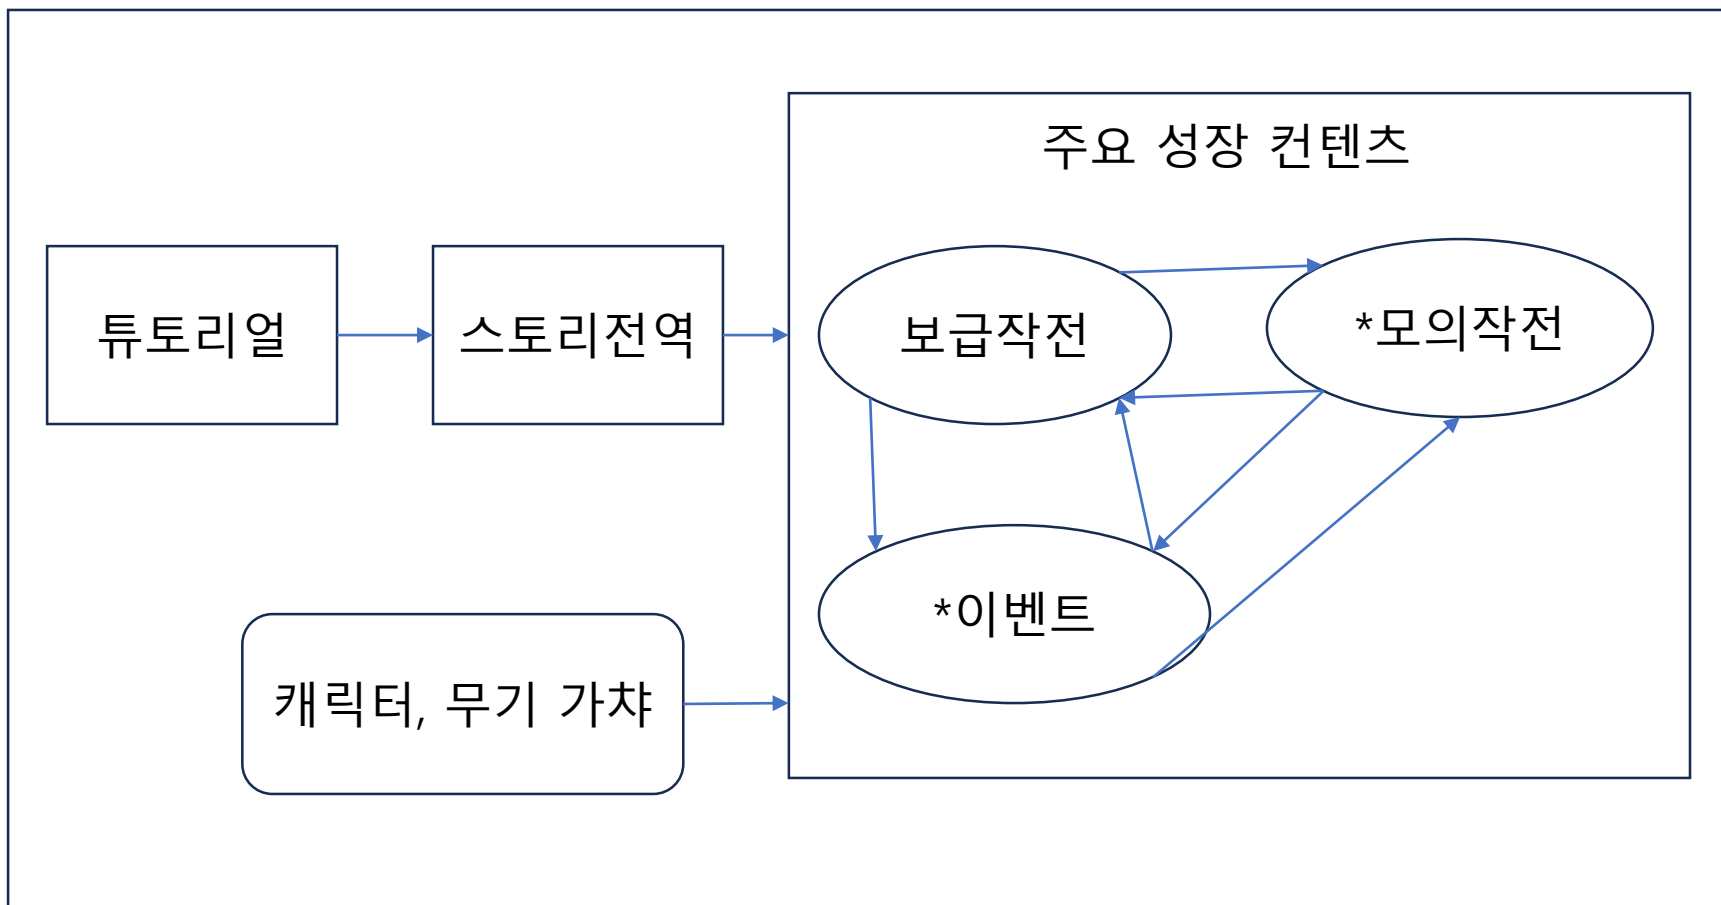 주요 성장 컨텐츠
튜토리얼
스토리전역
보급작전
*모의작전
*이벤트
캐릭터, 무기 가챠